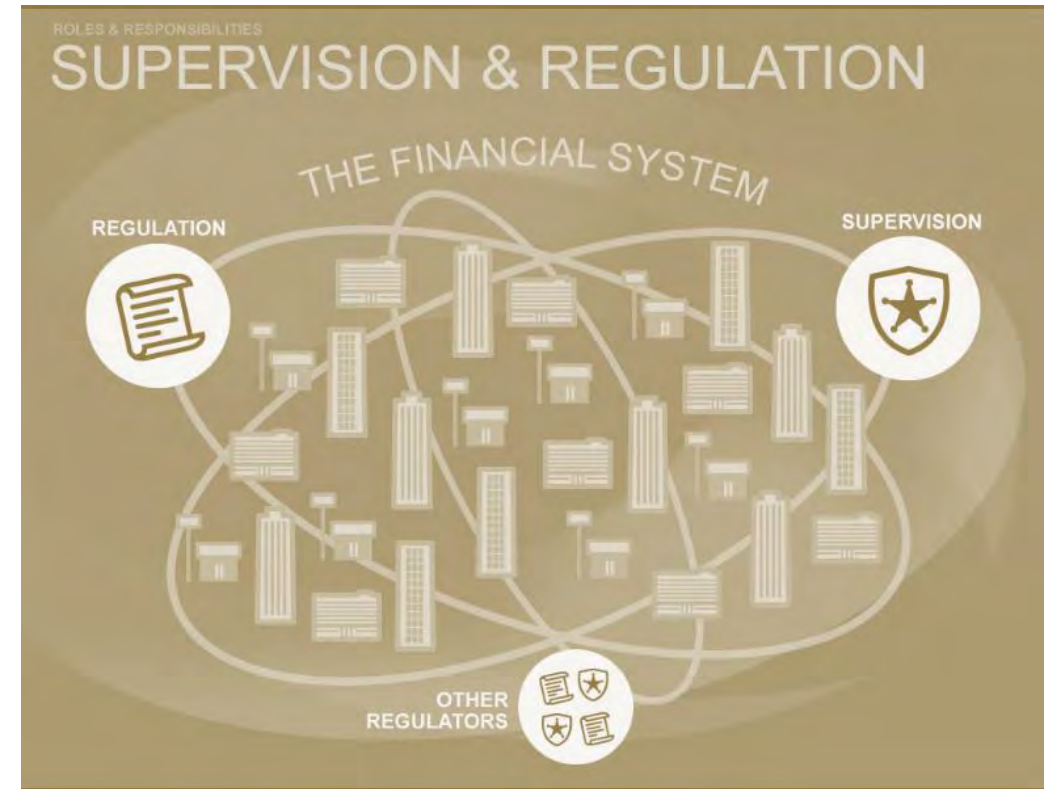 ROLES & RESPONSIBILITIES
SUPERVISION & REGULATION
THE FINANCIAL SYSTEM
REGULATION
SUPERVISION
OTHER
REGULATORS